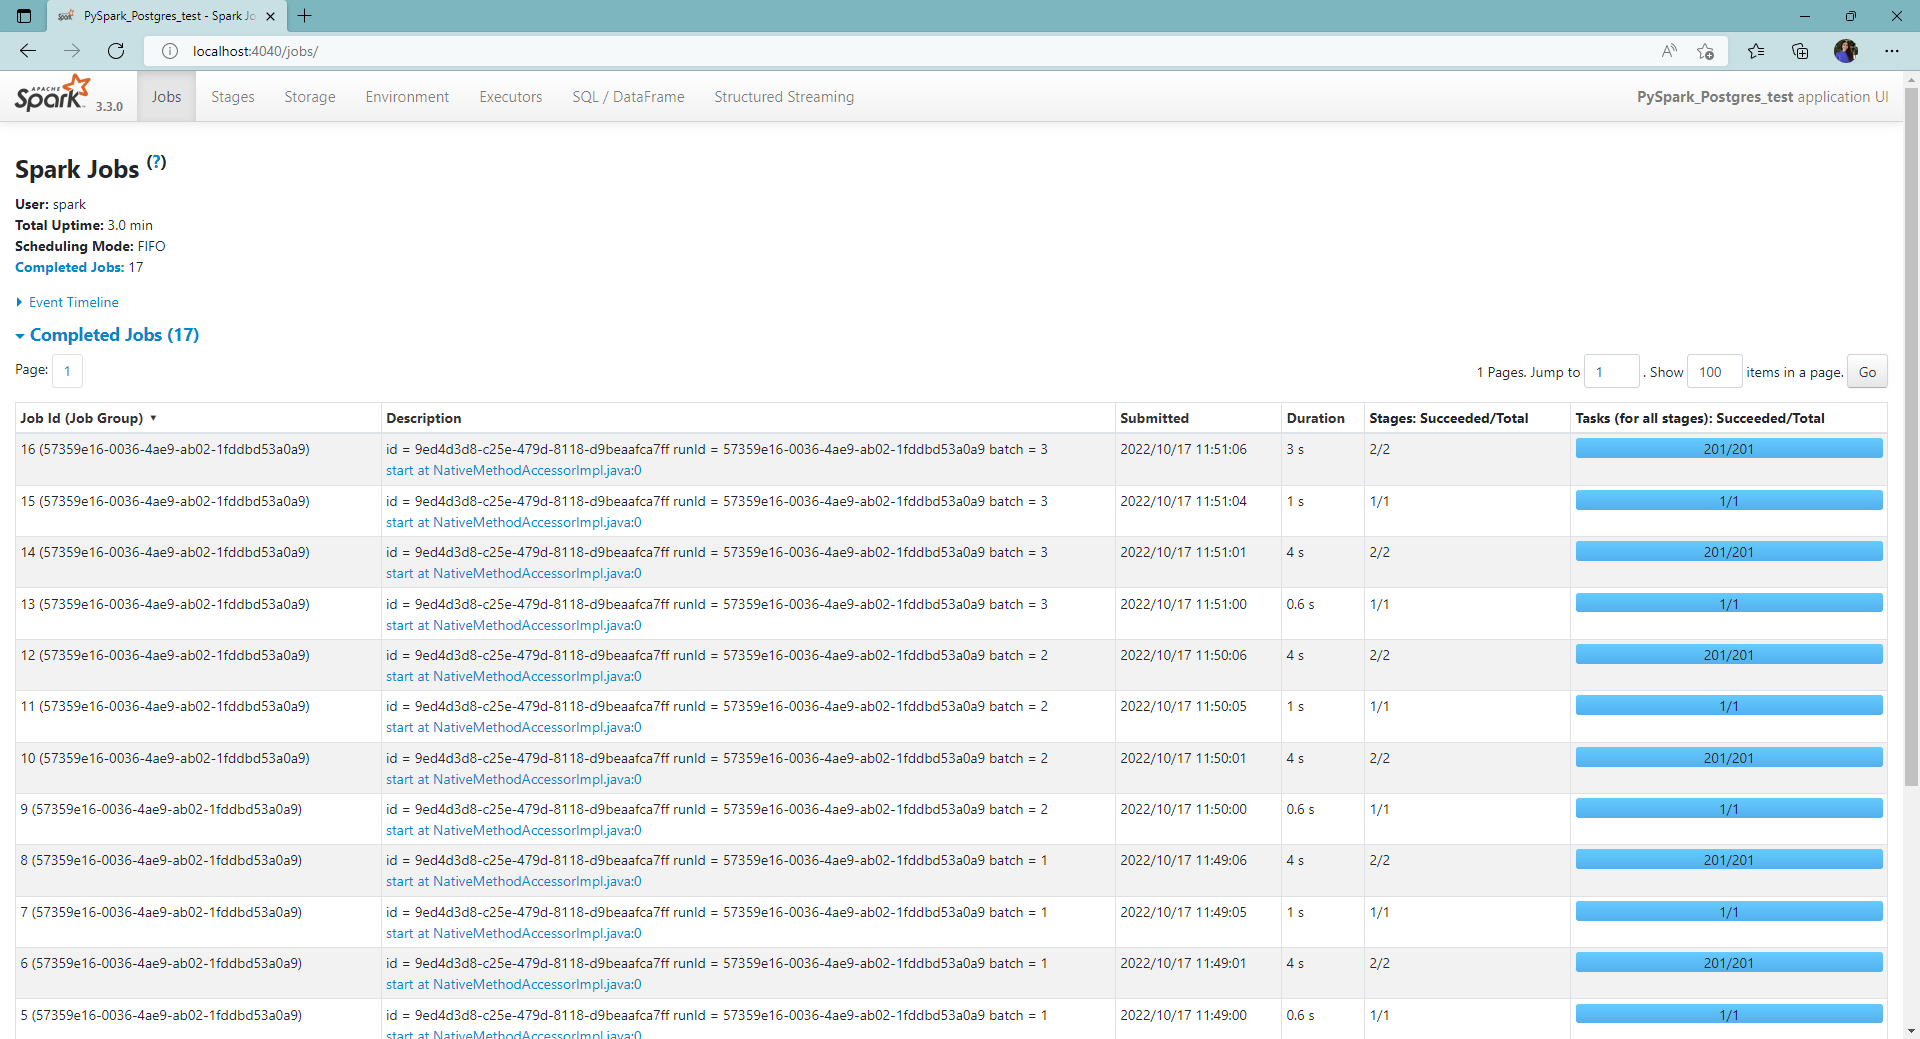 PySpark_Postgres_test - Spark Jo
localhost:4040/jobs/
APACHE Spark 3.3.0 Jobs Stages Storage Environment Executors SQL / DataFrame Structured Streaming PySpark_Postgres_test application UI
Spark Jobs (?)
User: spark
Total Uptime: 3.0 min
Scheduling Mode: FIFO
Completed Jobs: 17
Event Timeline
Completed Jobs (17)
Page: 1 1 Pages. Jump to 1 . Show 100 items in a page. Go
Job Id (Job Group) ▾ Description Submitted Duration Stages: Succeeded/Total Tasks (for all stages): Succeeded/Total
16 (57359e16-0036-4ae9-ab02-1fddbd53a0a9) id = 9ed4d3d8-c25e-479d-8118-d9beaafca7ff runId = 57359e16-0036-4ae9-ab02-1fddbd53a0a9 batch = 3 2022/10/17 11:51:06 3 s 2/2 201/201
start at NativeMethodAccessorImpl.java:0
15 (57359e16-0036-4ae9-ab02-1fddbd53a0a9) id = 9ed4d3d8-c25e-479d-8118-d9beaafca7ff runId = 57359e16-0036-4ae9-ab02-1fddbd53a0a9 batch = 3 2022/10/17 11:51:04 1 s 1/1 1/1
start at NativeMethodAccessorImpl.java:0
14 (57359e16-0036-4ae9-ab02-1fddbd53a0a9) id = 9ed4d3d8-c25e-479d-8118-d9beaafca7ff runId = 57359e16-0036-4ae9-ab02-1fddbd53a0a9 batch = 3 2022/10/17 11:51:01 4 s 2/2 201/201
start at NativeMethodAccessorImpl.java:0
13 (57359e16-0036-4ae9-ab02-1fddbd53a0a9) id = 9ed4d3d8-c25e-479d-8118-d9beaafca7ff runId = 57359e16-0036-4ae9-ab02-1fddbd53a0a9 batch = 3 2022/10/17 11:51:00 0.6 s 1/1 1/1
start at NativeMethodAccessorImpl.java:0
12 (57359e16-0036-4ae9-ab02-1fddbd53a0a9) id = 9ed4d3d8-c25e-479d-8118-d9beaafca7ff runId = 57359e16-0036-4ae9-ab02-1fddbd53a0a9 batch = 2 2022/10/17 11:50:06 4 s 2/2 201/201
start at NativeMethodAccessorImpl.java:0
11 (57359e16-0036-4ae9-ab02-1fddbd53a0a9) id = 9ed4d3d8-c25e-479d-8118-d9beaafca7ff runId = 57359e16-0036-4ae9-ab02-1fddbd53a0a9 batch = 2 2022/10/17 11:50:05 1 s 1/1 1/1
start at NativeMethodAccessorImpl.java:0
10 (57359e16-0036-4ae9-ab02-1fddbd53a0a9) id = 9ed4d3d8-c25e-479d-8118-d9beaafca7ff runId = 57359e16-0036-4ae9-ab02-1fddbd53a0a9 batch = 2 2022/10/17 11:50:01 4 s 2/2 201/201
start at NativeMethodAccessorImpl.java:0
9 (57359e16-0036-4ae9-ab02-1fddbd53a0a9) id = 9ed4d3d8-c25e-479d-8118-d9beaafca7ff runId = 57359e16-0036-4ae9-ab02-1fddbd53a0a9 batch = 2 2022/10/17 11:50:00 0.6 s 1/1 1/1
start at NativeMethodAccessorImpl.java:0
8 (57359e16-0036-4ae9-ab02-1fddbd53a0a9) id = 9ed4d3d8-c25e-479d-8118-d9beaafca7ff runId = 57359e16-0036-4ae9-ab02-1fddbd53a0a9 batch = 1 2022/10/17 11:49:06 4 s 2/2 201/201
start at NativeMethodAccessorImpl.java:0
7 (57359e16-0036-4ae9-ab02-1fddbd53a0a9) id = 9ed4d3d8-c25e-479d-8118-d9beaafca7ff runId = 57359e16-0036-4ae9-ab02-1fddbd53a0a9 batch = 1 2022/10/17 11:49:05 1 s 1/1 1/1
start at NativeMethodAccessorImpl.java:0
6 (57359e16-0036-4ae9-ab02-1fddbd53a0a9) id = 9ed4d3d8-c25e-479d-8118-d9beaafca7ff runId = 57359e16-0036-4ae9-ab02-1fddbd53a0a9 batch = 1 2022/10/17 11:49:01 4 s 2/2 201/201
start at NativeMethodAccessorImpl.java:0
5 (57359e16-0036-4ae9-ab02-1fddbd53a0a9) id = 9ed4d3d8-c25e-479d-8118-d9beaafca7ff runId = 57359e16-0036-4ae9-ab02-1fddbd53a0a9 batch = 1 2022/10/17 11:49:00 0.6 s 1/1 1/1
start at NativeMethodAccessorImpl.java:0